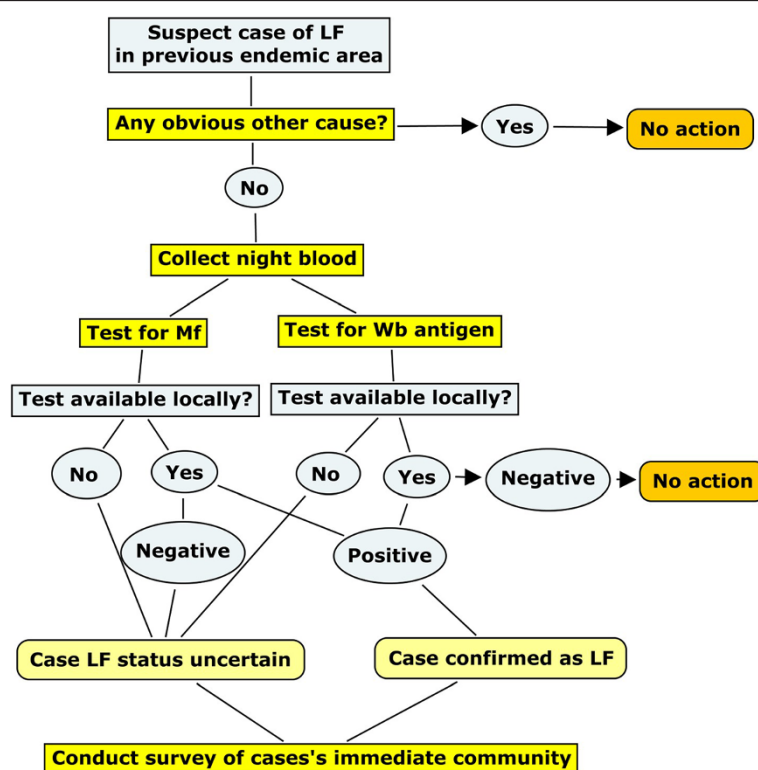 Suspect case of LF
in previous endemic area
Any obvious other cause?
Yes
No action
No
Collect night blood
Test for Mf
Test for Wb antigen
Test available locally?
Test available locally?
No
Yes
No
Yes
Negative
No action
Negative
Positive
Case LF status uncertain
Case confirmed as LF
Conduct survey of cases's immediate community